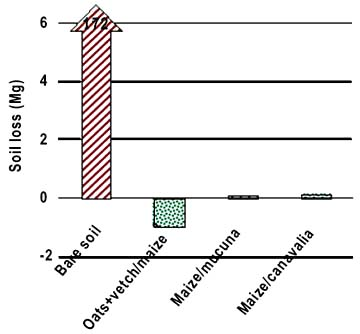 Soil loss (Mg)
6
4
2
0
-2
172
Bare soil
Oats+vetch/maize
Maize/mucuna
Maize/canavalia